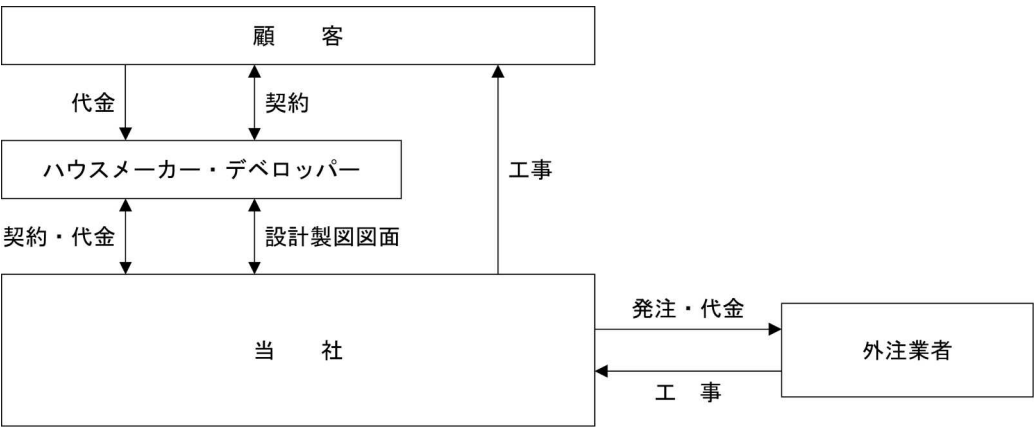 顧　　客
代金
契約
ハウスメーカー・デベロッパー
工事
契約・代金
設計製図図面
発注・代金
当　　社
外注業者
工　事